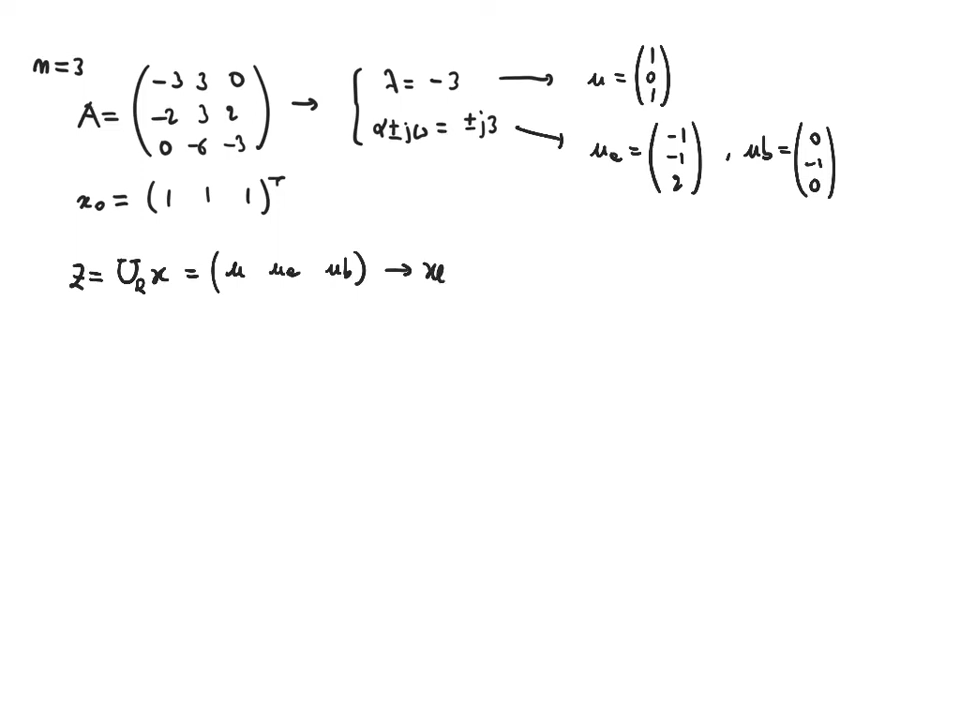 n=3
A= (-3 3 0 → { λ= -3 → u = (1
-2 3 2 α±jω = ±j3 → 0
0 -6 -3) 1)
ua = (-1 , ub = (0
-1 -1
2) 0)
x0 = (1 1 1)^T
z= U_R x = (u ua ub) → x